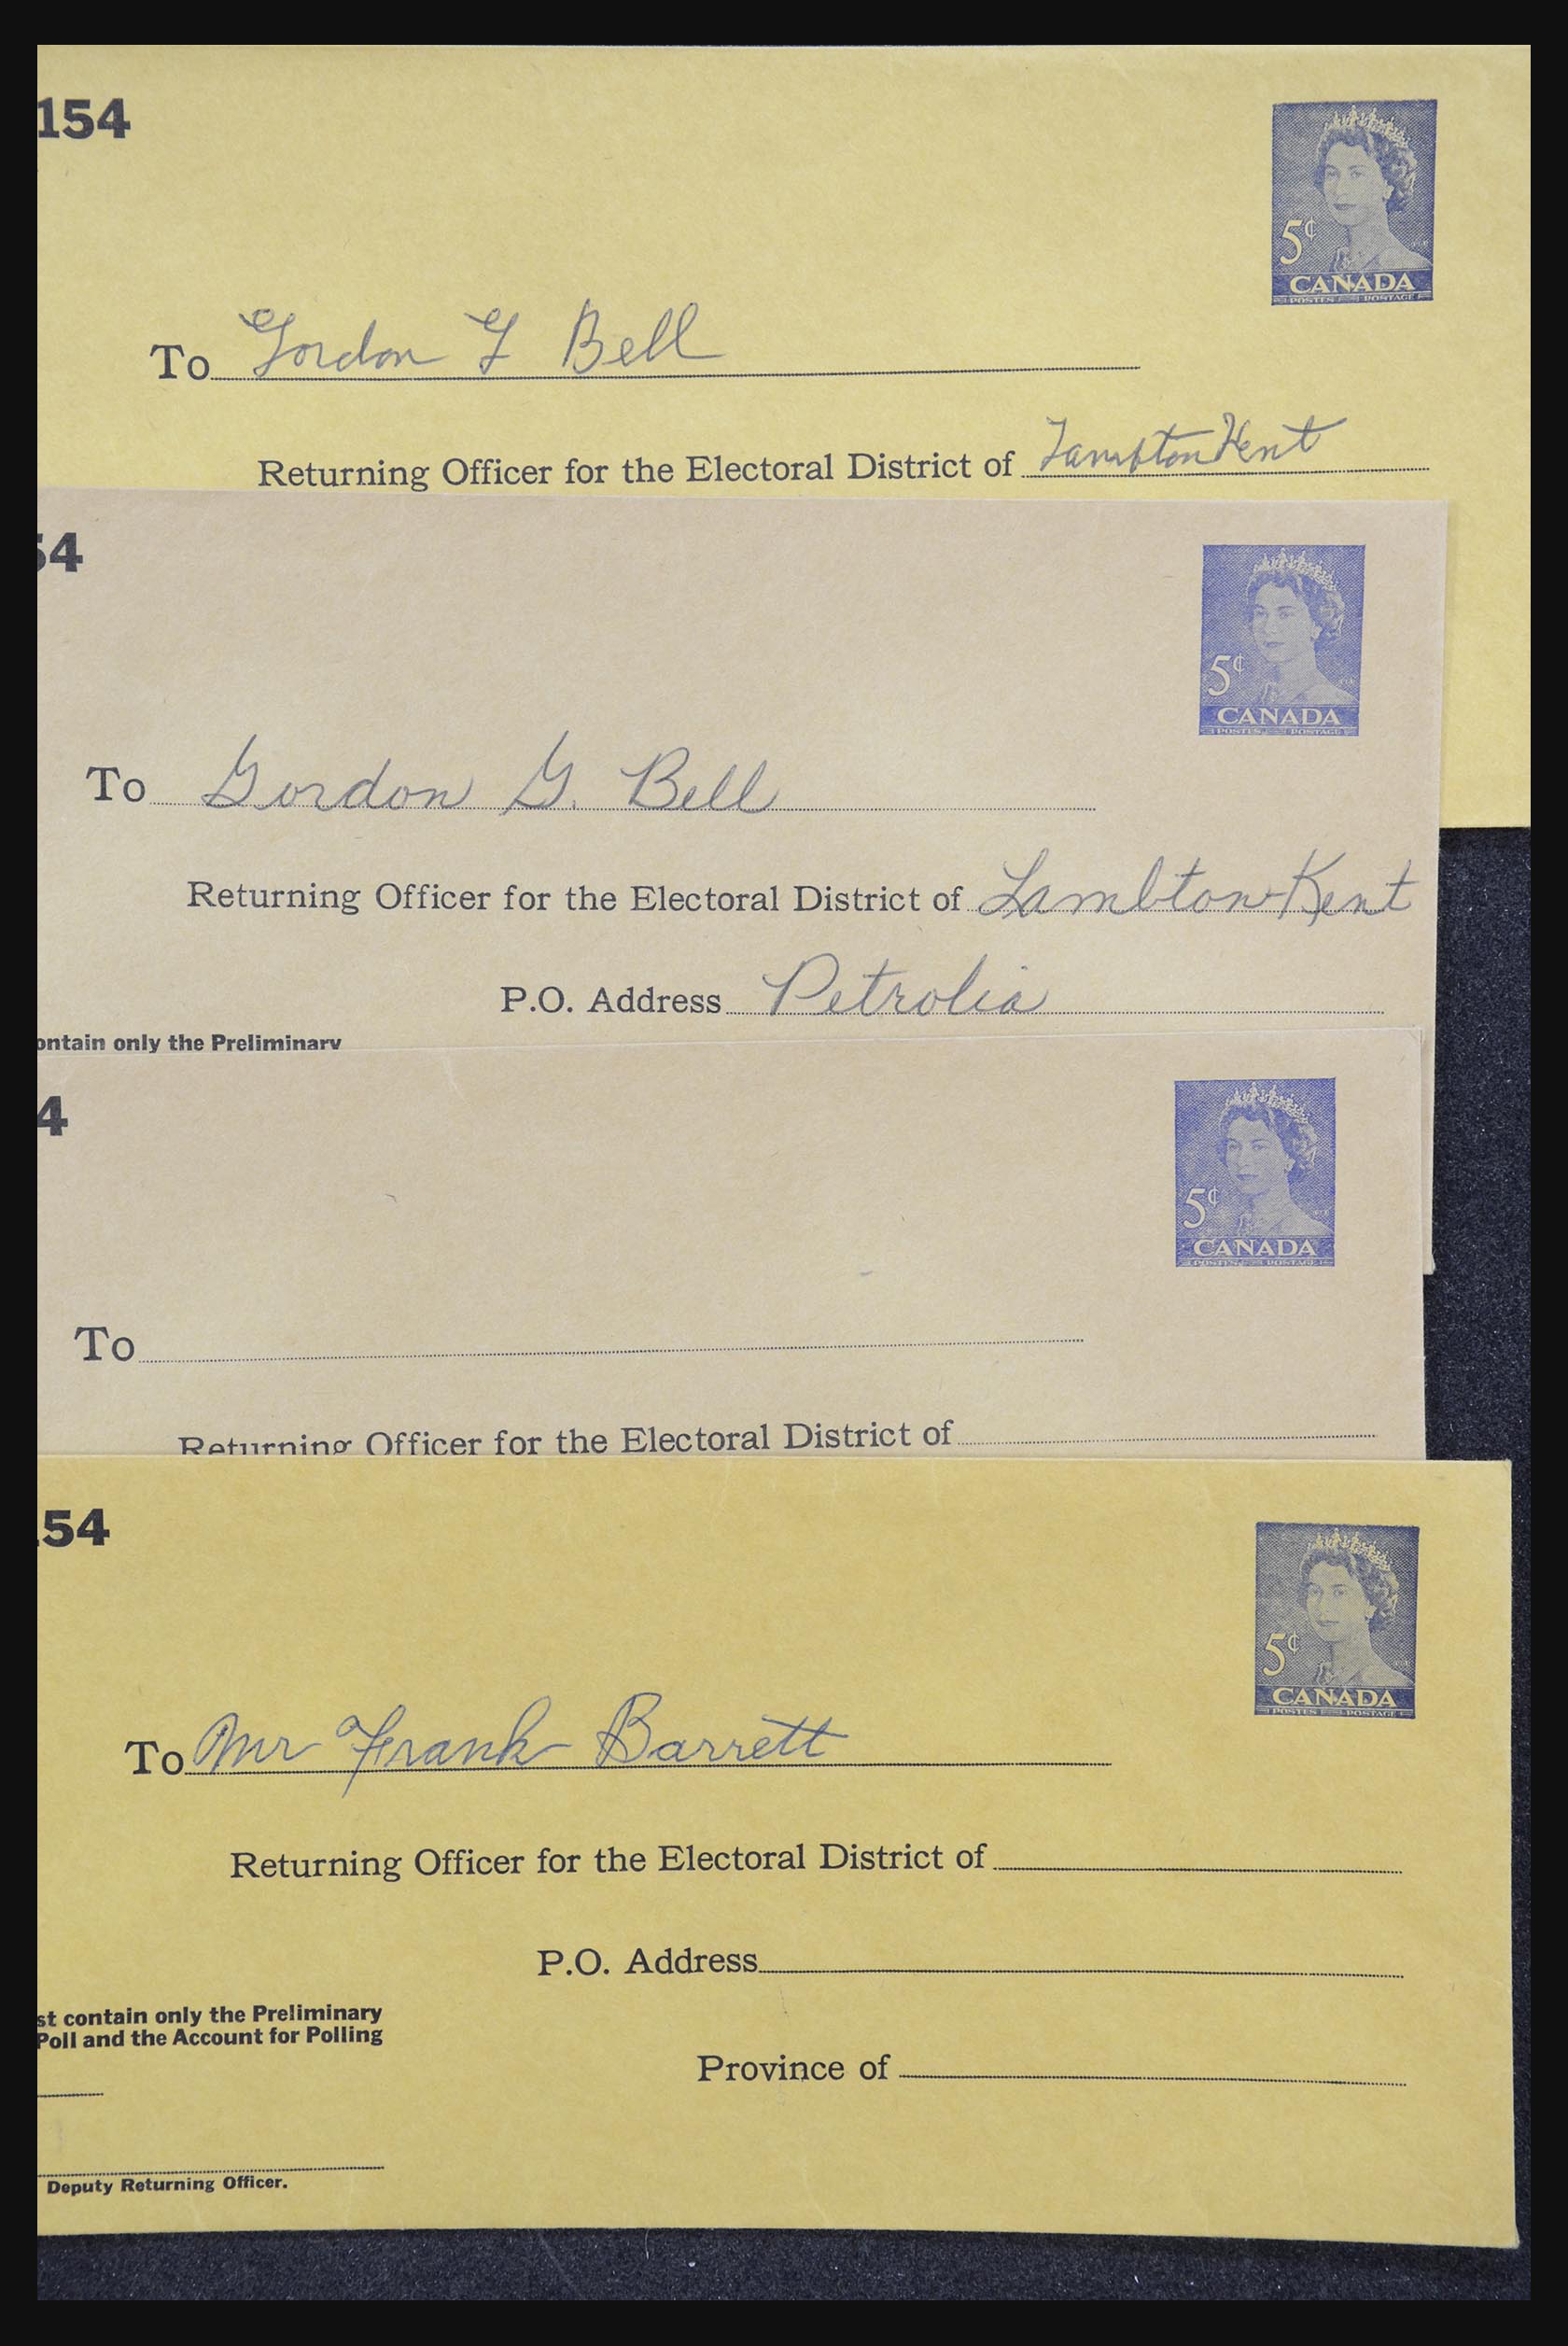 154
5¢
CANADA
POSTES POSTAGE
To Gordon G Bell
Returning Officer for the Electoral District of Lambton Kent
54
5¢
CANADA
POSTES POSTAGE
To Gordon G. Bell
Returning Officer for the Electoral District of Lambton-Kent
P.O. Address Petrolia
ontain only the Preliminary
4
5¢
CANADA
POSTES POSTAGE
To
Returning Officer for the Electoral District of
154
5¢
CANADA
POSTES POSTAGE
To Mr Frank Barrett
Returning Officer for the Electoral District of
P.O. Address
st contain only the Preliminary
Poll and the Account for Polling
Province of
Deputy Returning Officer.